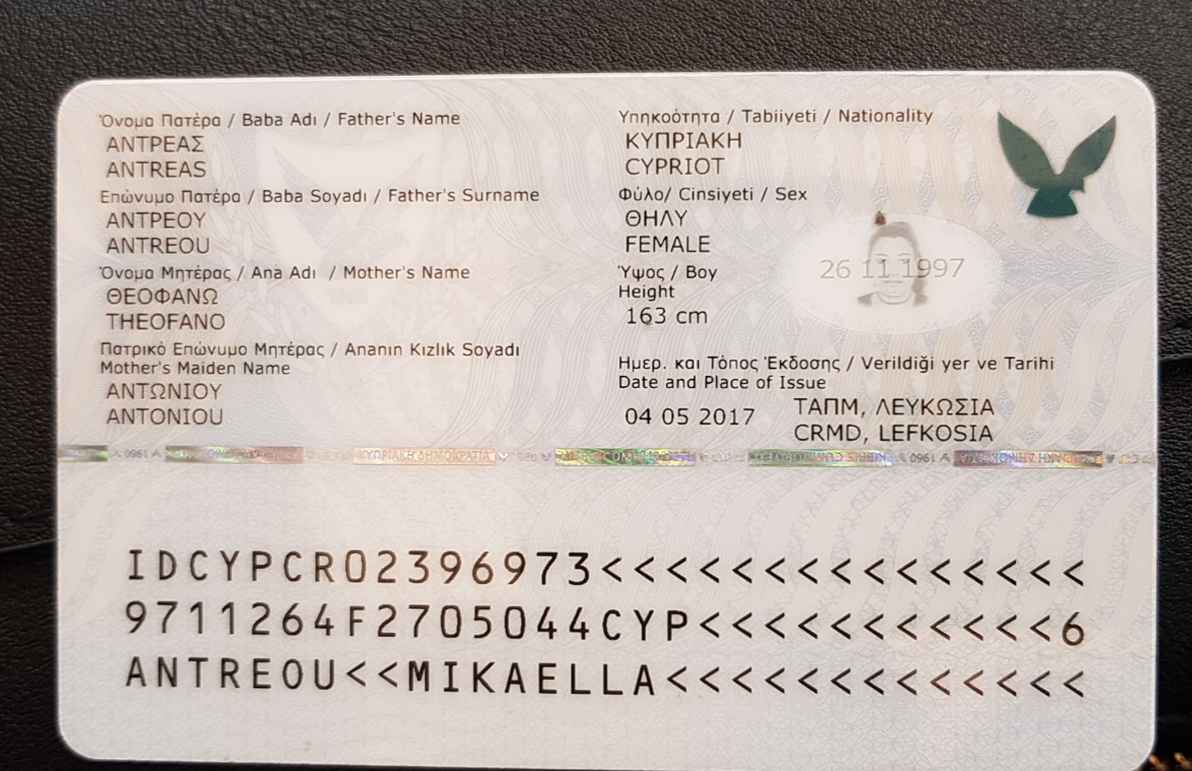 Όνομα Πατέρα / Baba Adı / Father's Name
ΑΝΤΡΕΑΣ
ANTREAS
Επώνυμο Πατέρα / Baba Soyadı / Father's Surname
ΑΝΤΡΕΟΥ
ANTREOU
Όνομα Μητέρας / Ana Adı / Mother's Name
ΘΕΟΦΑΝΩ
THEOFANO
Πατρικό Επώνυμο Μητέρας / Ananın Kızlık Soyadı
Mother's Maiden Name
ΑΝΤΩΝΙΟΥ
ANTONIOU
Υπηκοότητα / Tabiiyeti / Nationality
ΚΥΠΡΙΑΚΗ
CYPRIOT
Φύλο/ Cinsiyeti / Sex
ΘΗΛΥ
FEMALE
Ύψος / Boy
Height
163 cm
26 11 1997
Ημερ. και Τόπος Έκδοσης / Verildiği yer ve Tarihi
Date and Place of Issue
04 05 2017 ΤΑΠΜ, ΛΕΥΚΩΣΙΑ
CRMD, LEFKOSIA
ΚΥΠΡΙΑΚΗ ΔΗΜΟΚΡΑΤΙΑ
IDCYPCR02396973<<<<<<<<<<<<<<<
9711264F2705044CYP<<<<<<<<<<<6
ANTREOU<<MIKAELLA<<<<<<<<<<<<<